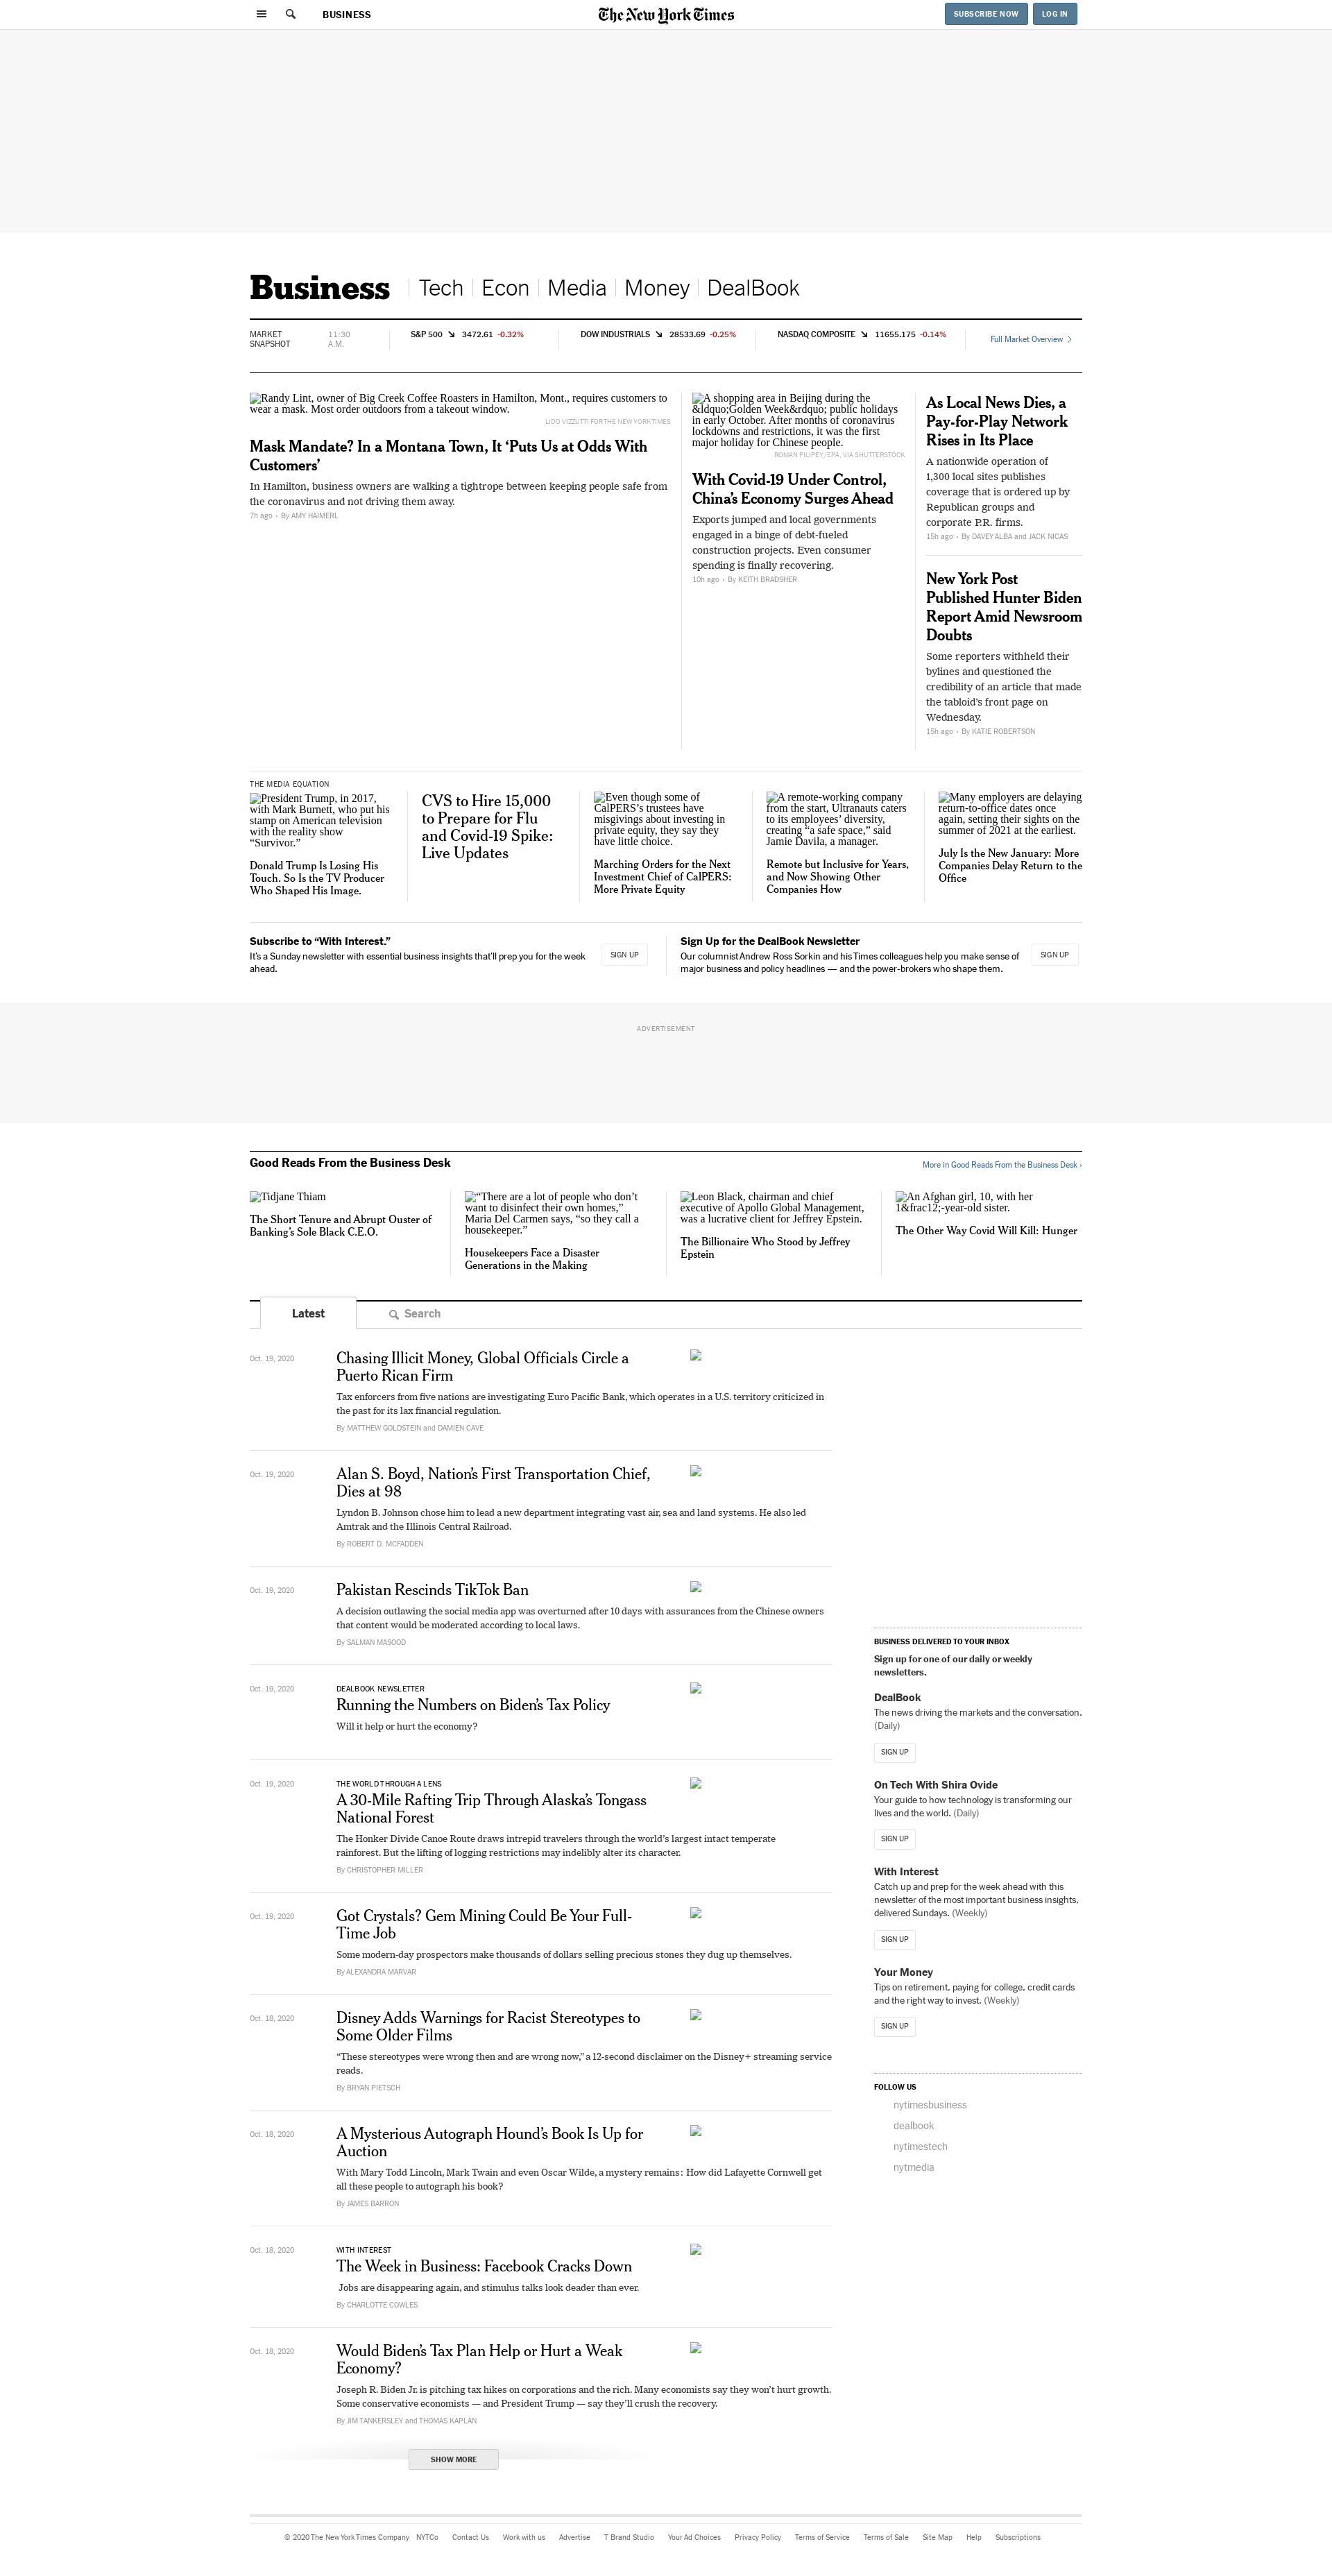 BUSINESS
The New York Times
SUBSCRIBE NOW
LOG IN
Business
Tech
Econ
Media
Money
DealBook
MARKET
SNAPSHOT
11:30
A.M.
S&P 500 ↘ 3472.61 -0.32%
DOW INDUSTRIALS ↘ 28533.69 -0.25%
NASDAQ COMPOSITE ↘ 11655.175 -0.14%
Full Market Overview
Randy Lint, owner of Big Creek Coffee Roasters in Hamilton, Mont., requires customers to
wear a mask. Most order outdoors from a takeout window.
LIDO VIZZUTTI FOR THE NEW YORK TIMES
Mask Mandate? In a Montana Town, It ‘Puts Us at Odds With
Customers’
In Hamilton, business owners are walking a tightrope between keeping people safe from
the coronavirus and not driving them away.
7h ago • By AMY HAIMERL
A shopping area in Beijing during the
&ldquo;Golden Week&rdquo; public holidays
in early October. After months of coronavirus
lockdowns and restrictions, it was the first
major holiday for Chinese people.
ROMAN PILIPEY/EPA, VIA SHUTTERSTOCK
With Covid-19 Under Control,
China’s Economy Surges Ahead
Exports jumped and local governments
engaged in a binge of debt-fueled
construction projects. Even consumer
spending is finally recovering.
10h ago • By KEITH BRADSHER
As Local News Dies, a
Pay-for-Play Network
Rises in Its Place
A nationwide operation of
1,300 local sites publishes
coverage that is ordered up by
Republican groups and
corporate P.R. firms.
15h ago • By DAVEY ALBA and JACK NICAS
New York Post
Published Hunter Biden
Report Amid Newsroom
Doubts
Some reporters withheld their
bylines and questioned the
credibility of an article that made
the tabloid’s front page on
Wednesday.
15h ago • By KATIE ROBERTSON
THE MEDIA EQUATION
President Trump, in 2017,
with Mark Burnett, who put his
stamp on American television
with the reality show
“Survivor.”
Donald Trump Is Losing His
Touch. So Is the TV Producer
Who Shaped His Image.
CVS to Hire 15,000
to Prepare for Flu
and Covid-19 Spike:
Live Updates
Even though some of
CalPERS’s trustees have
misgivings about investing in
private equity, they say they
have little choice.
Marching Orders for the Next
Investment Chief of CalPERS:
More Private Equity
A remote-working company
from the start, Ultranauts caters
to its employees’ diversity,
creating “a safe space,” said
Jamie Davila, a manager.
Remote but Inclusive for Years,
and Now Showing Other
Companies How
Many employers are delaying
return-to-office dates once
again, setting their sights on the
summer of 2021 at the earliest.
July Is the New January: More
Companies Delay Return to the
Office
Subscribe to “With Interest.”
It’s a Sunday newsletter with essential business insights that’ll prep you for the week
ahead.
SIGN UP
Sign Up for the DealBook Newsletter
Our columnist Andrew Ross Sorkin and his Times colleagues help you make sense of
major business and policy headlines — and the power-brokers who shape them.
SIGN UP
ADVERTISEMENT
Good Reads From the Business Desk
More in Good Reads From the Business Desk ›
Tidjane Thiam
The Short Tenure and Abrupt Ouster of
Banking’s Sole Black C.E.O.
“There are a lot of people who don’t
want to disinfect their own homes,”
Maria Del Carmen says, “so they call a
housekeeper.”
Housekeepers Face a Disaster
Generations in the Making
Leon Black, chairman and chief
executive of Apollo Global Management,
was a lucrative client for Jeffrey Epstein.
The Billionaire Who Stood by Jeffrey
Epstein
An Afghan girl, 10, with her
1&frac12;-year-old sister.
The Other Way Covid Will Kill: Hunger
Latest
Search
Oct. 19, 2020
Chasing Illicit Money, Global Officials Circle a
Puerto Rican Firm
Tax enforcers from five nations are investigating Euro Pacific Bank, which operates in a U.S. territory criticized in
the past for its lax financial regulation.
By MATTHEW GOLDSTEIN and DAMIEN CAVE
Oct. 19, 2020
Alan S. Boyd, Nation’s First Transportation Chief,
Dies at 98
Lyndon B. Johnson chose him to lead a new department integrating vast air, sea and land systems. He also led
Amtrak and the Illinois Central Railroad.
By ROBERT D. MCFADDEN
Oct. 19, 2020
Pakistan Rescinds TikTok Ban
A decision outlawing the social media app was overturned after 10 days with assurances from the Chinese owners
that content would be moderated according to local laws.
By SALMAN MASOOD
Oct. 19, 2020
DEALBOOK NEWSLETTER
Running the Numbers on Biden’s Tax Policy
Will it help or hurt the economy?
Oct. 19, 2020
THE WORLD THROUGH A LENS
A 30-Mile Rafting Trip Through Alaska’s Tongass
National Forest
The Honker Divide Canoe Route draws intrepid travelers through the world’s largest intact temperate
rainforest. But the lifting of logging restrictions may indelibly alter its character.
By CHRISTOPHER MILLER
Oct. 19, 2020
Got Crystals? Gem Mining Could Be Your Full-
Time Job
Some modern-day prospectors make thousands of dollars selling precious stones they dug up themselves.
By ALEXANDRA MARVAR
Oct. 18, 2020
Disney Adds Warnings for Racist Stereotypes to
Some Older Films
“These stereotypes were wrong then and are wrong now,” a 12-second disclaimer on the Disney+ streaming service
reads.
By BRYAN PIETSCH
Oct. 18, 2020
A Mysterious Autograph Hound’s Book Is Up for
Auction
With Mary Todd Lincoln, Mark Twain and even Oscar Wilde, a mystery remains: How did Lafayette Cornwell get
all these people to autograph his book?
By JAMES BARRON
Oct. 18, 2020
WITH INTEREST
The Week in Business: Facebook Cracks Down
Jobs are disappearing again, and stimulus talks look deader than ever.
By CHARLOTTE COWLES
Oct. 18, 2020
Would Biden’s Tax Plan Help or Hurt a Weak
Economy?
Joseph R. Biden Jr. is pitching tax hikes on corporations and the rich. Many economists say they won’t hurt growth.
Some conservative economists — and President Trump — say they’ll crush the recovery.
By JIM TANKERSLEY and THOMAS KAPLAN
SHOW MORE
BUSINESS DELIVERED TO YOUR INBOX
Sign up for one of our daily or weekly
newsletters.
DealBook
The news driving the markets and the conversation.
(Daily)
SIGN UP
On Tech With Shira Ovide
Your guide to how technology is transforming our
lives and the world. (Daily)
SIGN UP
With Interest
Catch up and prep for the week ahead with this
newsletter of the most important business insights,
delivered Sundays. (Weekly)
SIGN UP
Your Money
Tips on retirement, paying for college, credit cards
and the right way to invest. (Weekly)
SIGN UP
FOLLOW US
nytimesbusiness
dealbook
nytimestech
nytmedia
© 2020 The New York Times Company NYTCo Contact Us Work with us Advertise T Brand Studio Your Ad Choices Privacy Policy Terms of Service Terms of Sale Site Map Help Subscriptions